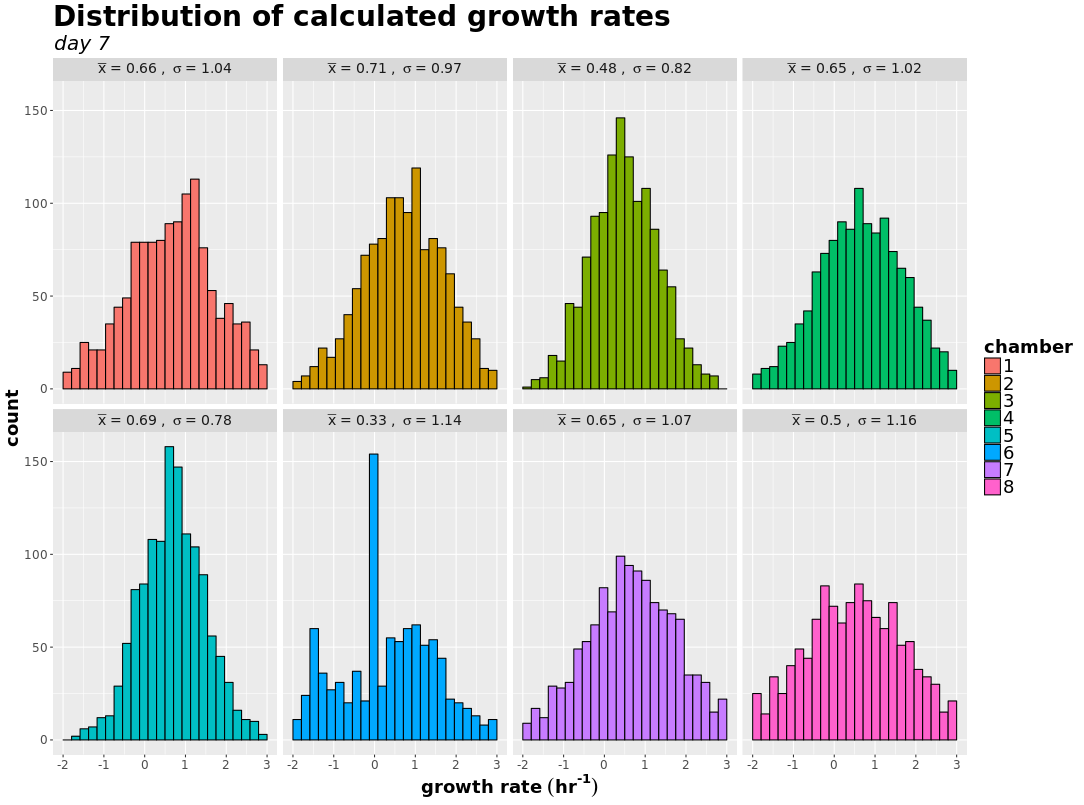 Distribution of calculated growth rates
day 7
x̅ = 0.66 , σ = 1.04
x̅ = 0.71 , σ = 0.97
x̅ = 0.48 , σ = 0.82
x̅ = 0.65 , σ = 1.02
150
100
50
0
count
x̅ = 0.69 , σ = 0.78
x̅ = 0.33 , σ = 1.14
x̅ = 0.65 , σ = 1.07
x̅ = 0.5 , σ = 1.16
150
100
50
0
-2 -1 0 1 2 3
-2 -1 0 1 2 3
-2 -1 0 1 2 3
-2 -1 0 1 2 3
growth rate (hr⁻¹)
chamber
1
2
3
4
5
6
7
8